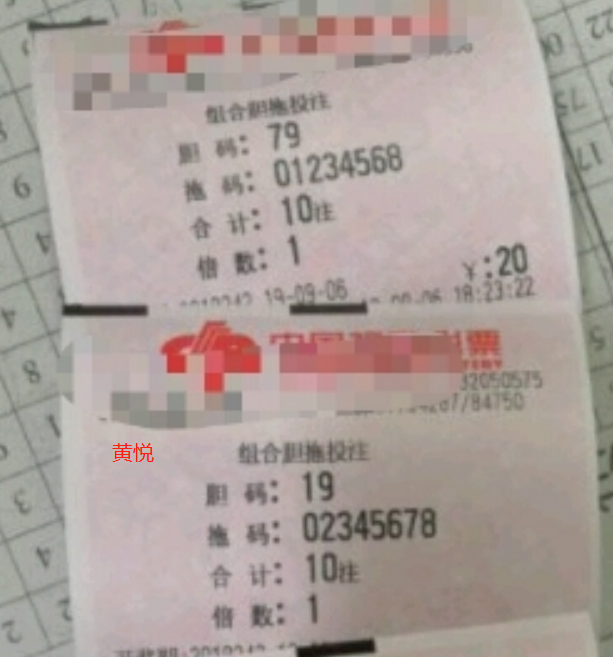 组合胆拖投注
胆 码: 79
拖 码: 01234568
合 计: 10注
倍 数: 1
¥:20
19-09-06
18:23:22
32050575
/84750
黄悦
组合胆拖投注
胆 码: 19
拖 码: 02345678
合 计: 10注
倍 数: 1